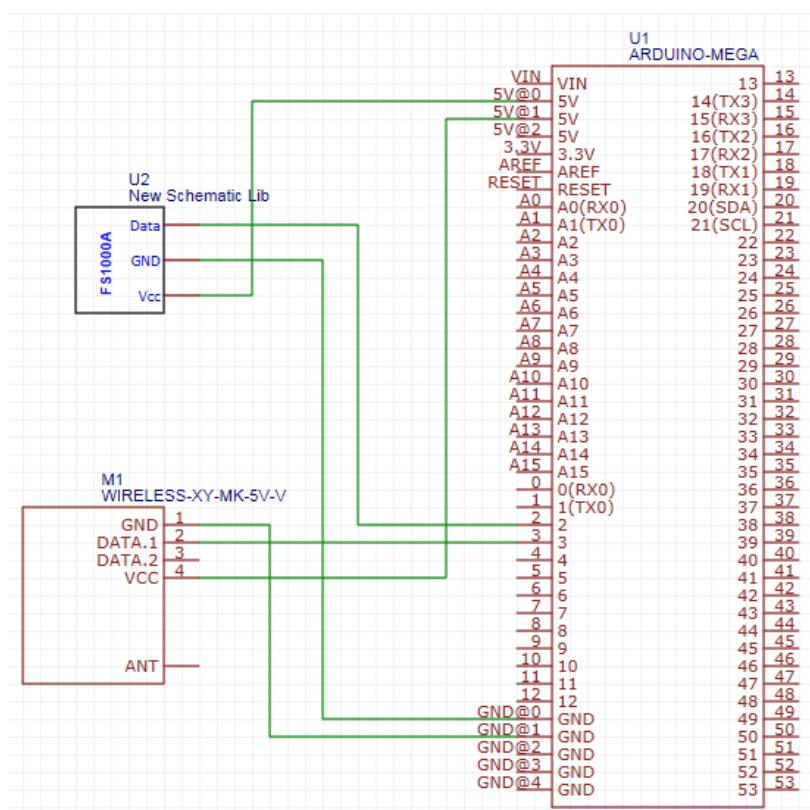 U1
ARDUINO-MEGA
VIN VIN 13 13
5V@0 5V 14(TX3) 14
5V@1 5V 15(RX3) 15
5V@2 5V 16(TX2) 16
3.3V 3.3V 17(RX2) 17
AREF AREF 18(TX1) 18
RESET RESET 19(RX1) 19
A0 A0(RX0) 20(SDA) 20
A1 A1(TX0) 21(SCL) 21
A2 A2 22 22
A3 A3 23 23
A4 A4 24 24
A5 A5 25 25
A6 A6 26 26
A7 A7 27 27
A8 A8 28 28
A9 A9 29 29
A10 A10 30 30
A11 A11 31 31
A12 A12 32 32
A13 A13 33 33
A14 A14 34 34
A15 A15 35 35
0 0(RX0) 36 36
1 1(TX0) 37 37
2 2 38 38
3 3 39 39
4 4 40 40
5 5 41 41
6 6 42 42
7 7 43 43
8 8 44 44
9 9 45 45
10 10 46 46
11 11 47 47
12 12 48 48
GND@0 GND 49 49
GND@1 GND 50 50
GND@2 GND 51 51
GND@3 GND 52 52
GND@4 GND 53 53
U2
New Schematic Lib
FS1000A
Data
GND
Vcc
M1
WIRELESS-XY-MK-5V-V
GND 1
DATA.1 2
DATA.2 3
VCC 4
ANT